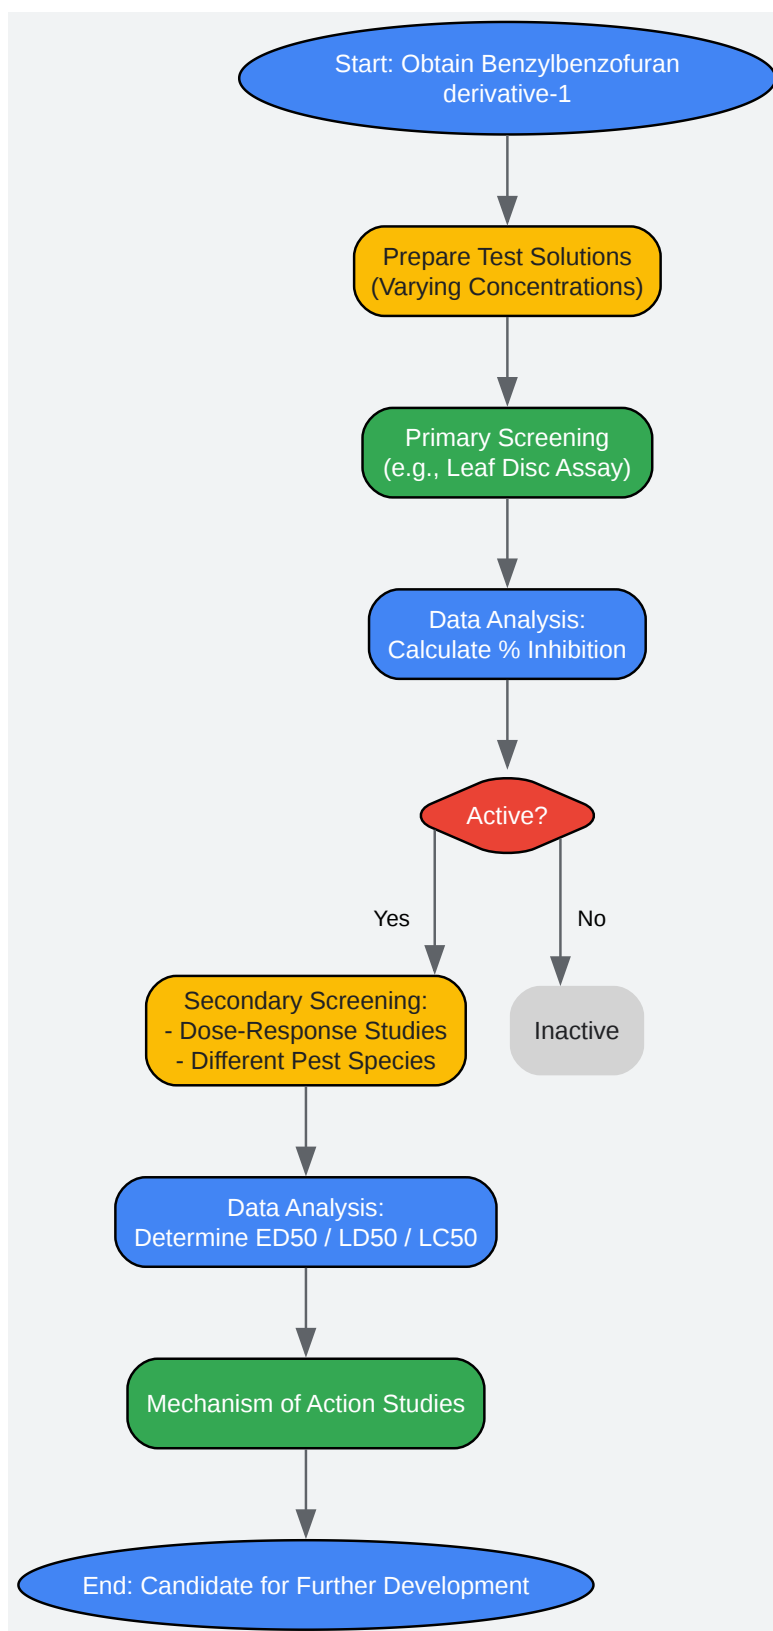 Start: Obtain Benzylbenzofuran
derivative-1
Prepare Test Solutions
(Varying Concentrations)
Primary Screening
(e.g., Leaf Disc Assay)
Data Analysis:
Calculate % Inhibition
Active?
Yes
No
Secondary Screening:
- Dose-Response Studies
- Different Pest Species
Inactive
Data Analysis:
Determine ED50 / LD50 / LC50
Mechanism of Action Studies
End: Candidate for Further Development